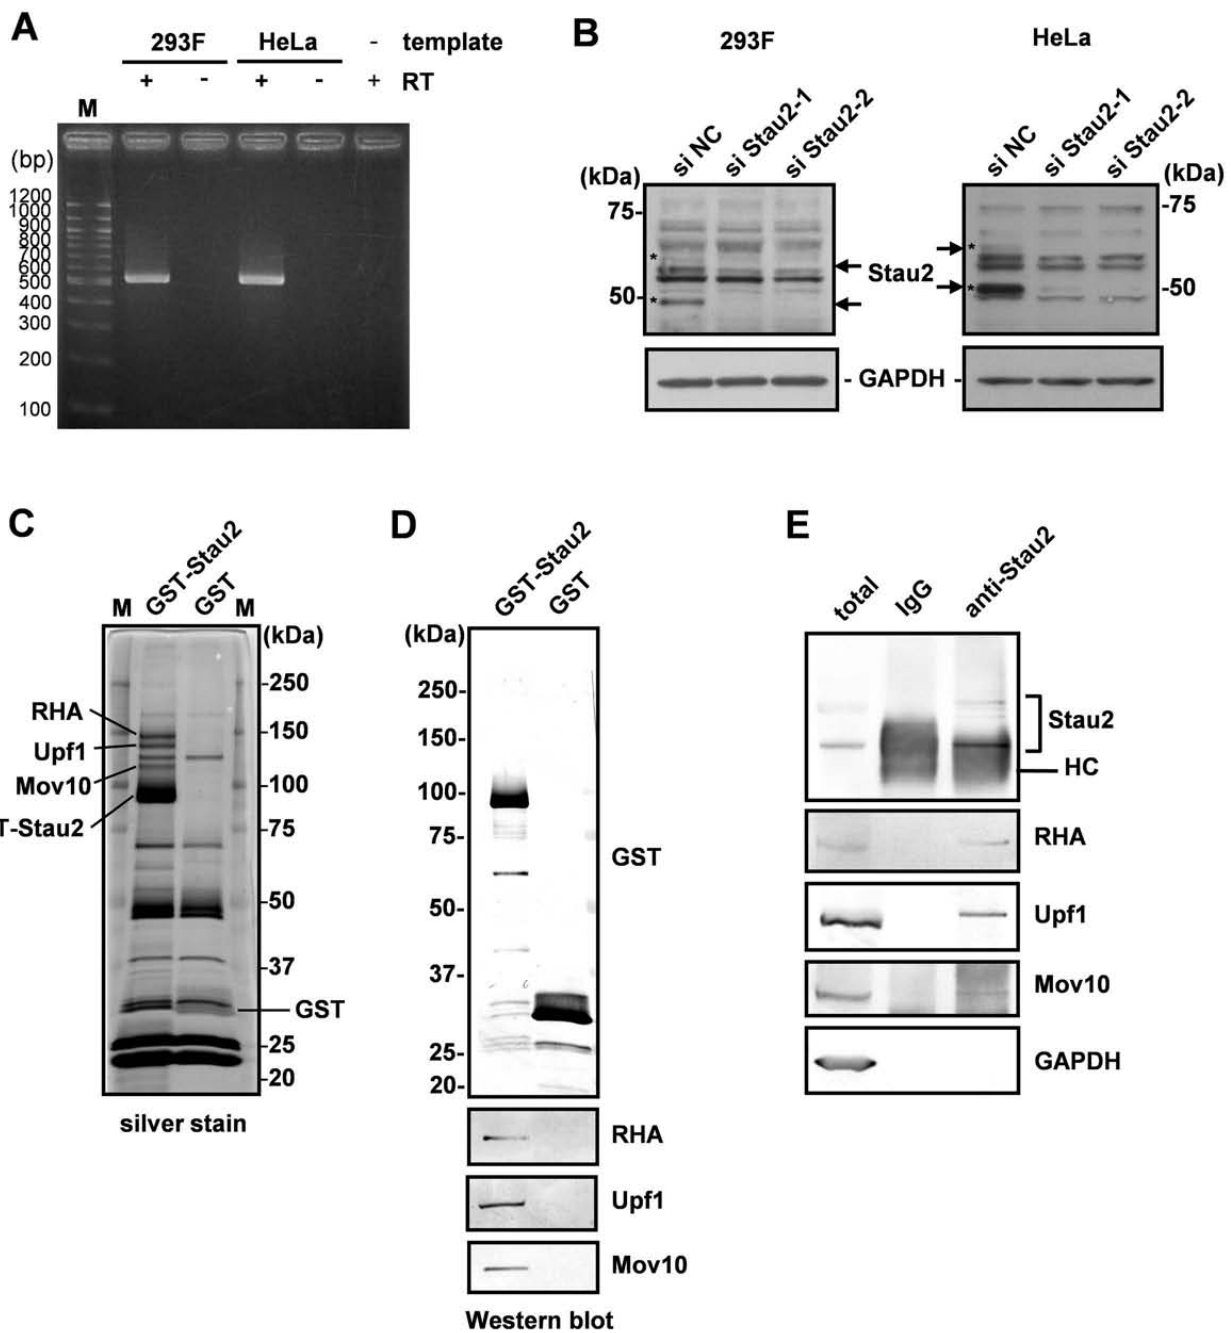 A
293F HeLa - template
+ - + - + RT
M
(bp)
1200
1000
900
800
700
600
500
400
300
200
100
B
293F HeLa
si NC si Stau2-1 si Stau2-2 si NC si Stau2-1 si Stau2-2
(kDa) (kDa)
75- -75
*
Stau2
*
50- * * -50
- GAPDH -
C
M GST-Stau2 GST M
(kDa)
-250
RHA
-150
Upf1
Mov10
-100
T-Stau2
-75
-50
-37
GST
-25
-20
silver stain
D
GST-Stau2 GST
(kDa)
250-
150-
100-
75-
GST
50-
37-
25-
20-
RHA
Upf1
Mov10
Western blot
E
total IgG anti-Stau2
Stau2
HC
RHA
Upf1
Mov10
GAPDH